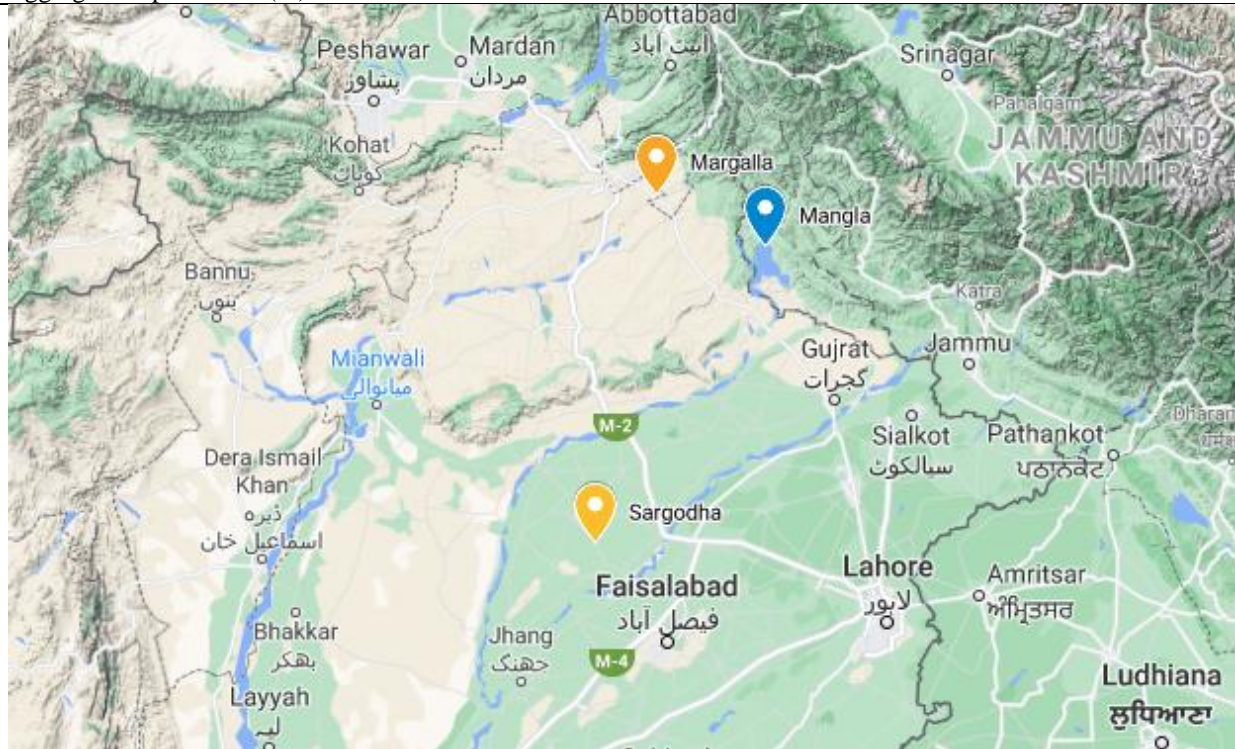 Abbottabad
ایبٹ آباد
Peshawar
پشاور
Mardan
مردان
Srinagar
Pahalgam
JAMMU AND
KASHMIR
Kohat
کوہاٹ
Margalla
Mangla
Bannu
بنوں
Katra
Mianwali
میانوالی
Gujrat
گجرات
Jammu
M-2
Sialkot
سیالکوٹ
Pathankot
ਪਠਾਨਕੋਟ
Dera Ismail
Khan
ڈیرہ
اسماعیل خان
Sargodha
Faisalabad
فیصل آباد
Lahore
لاہور
Amritsar
ਅੰਮ੍ਰਿਤਸਰ
Bhakkar
بھکر
Jhang
جھنگ
M-4
Layyah
لیہ
Ludhiana
ਲੁਧਿਆਣਾ